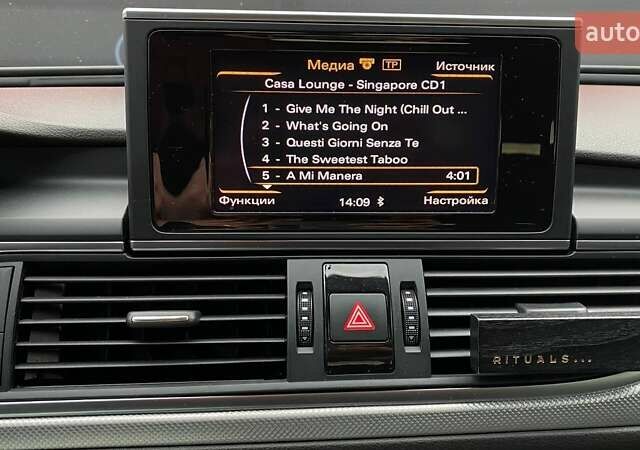 auto
Медиа TP Источник
Casa Lounge - Singapore CD1
1 - Give Me The Night (Chill Out ...
2 - What's Going On
3 - Questi Giorni Senza Te
4 - The Sweetest Taboo
5 - A Mi Manera 4:01
Функции 14:09 Настройка
RITUALS...